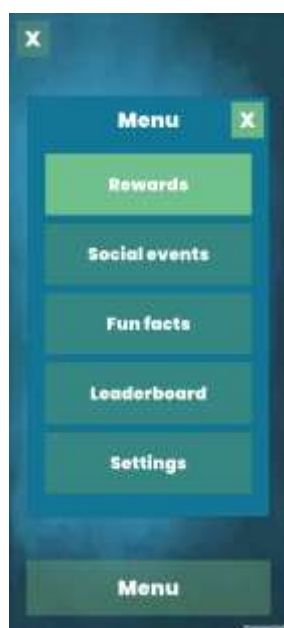 X
Menu X
Rewards
Social events
Fun facts
Leaderboard
Settings
Menu